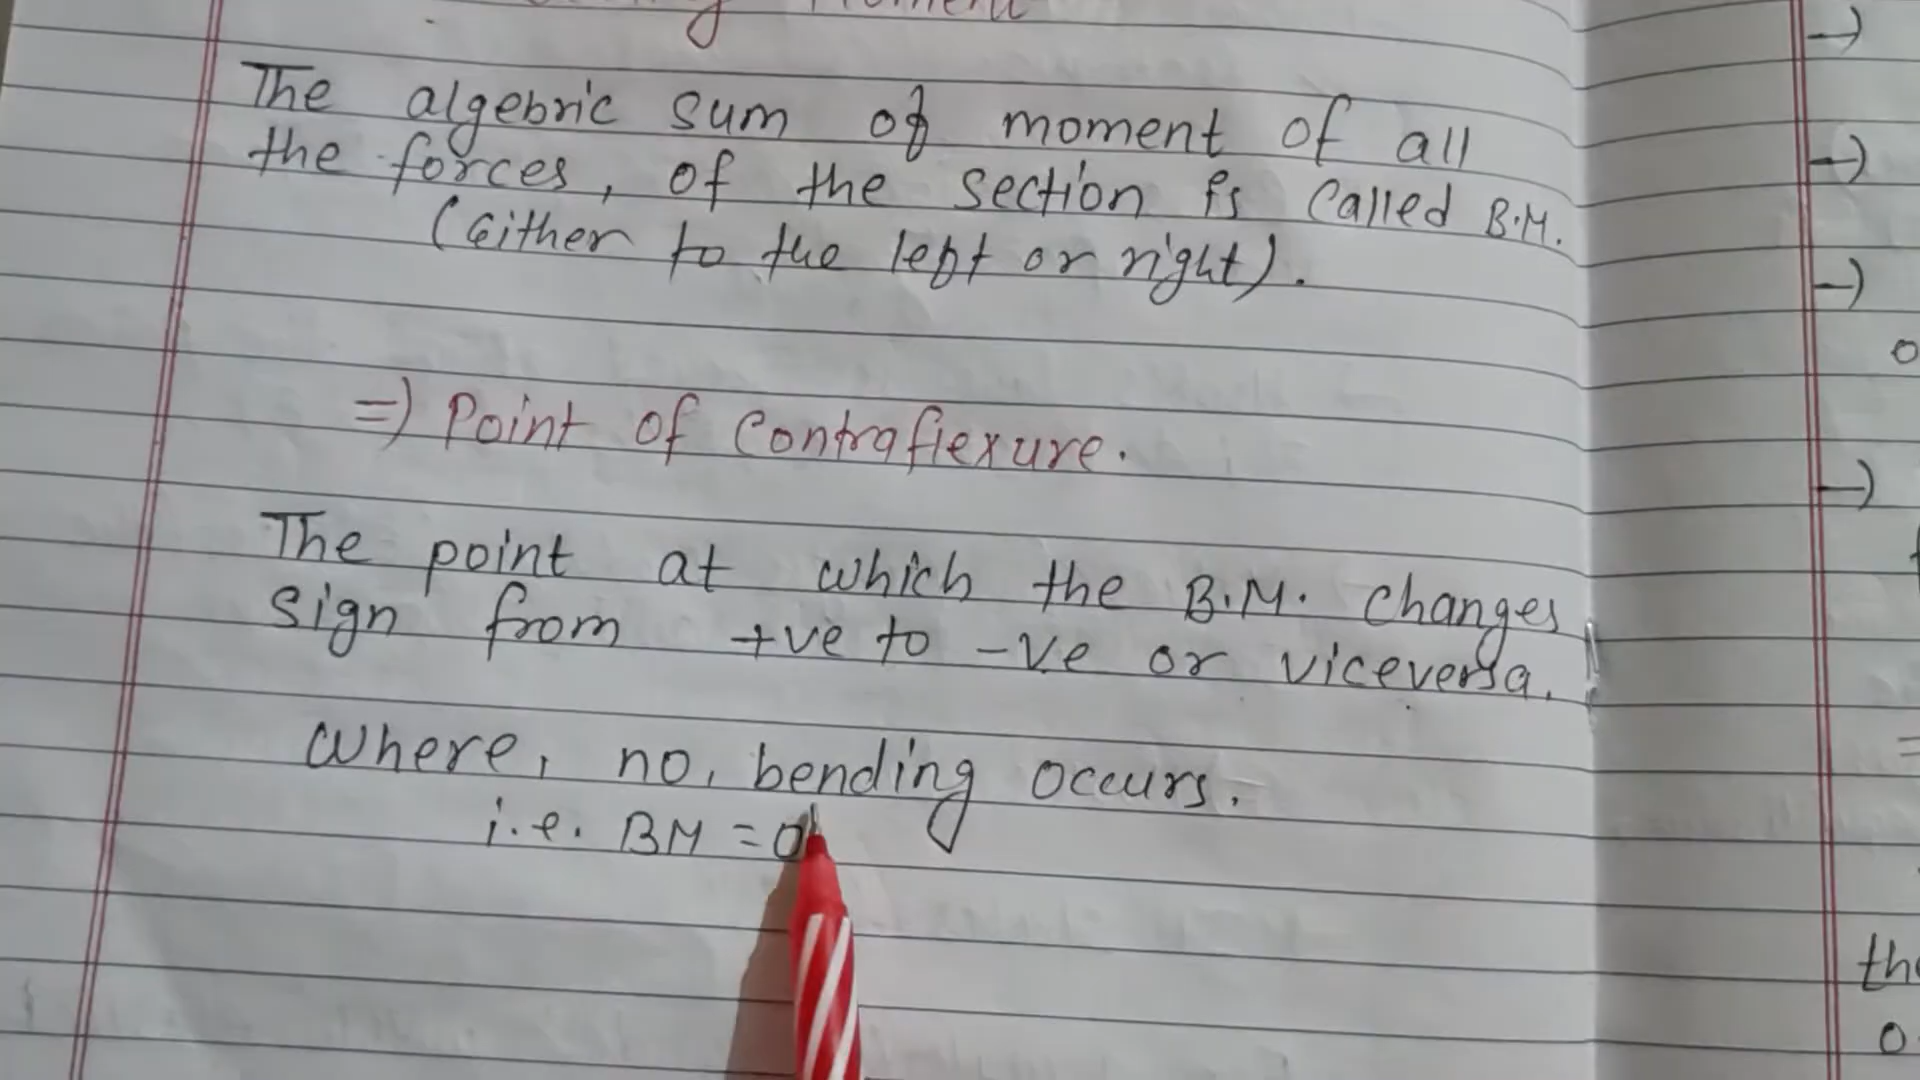 Moment
The algebric sum of moment of all
the forces, of the section is called B.M.
(Either to the left or right).
=) Point of Contraflexure.
The point at which the B.M. changes
sign from +ve to -ve or viceversa.
Where, no, bending occurs.
i.e. BM = 0